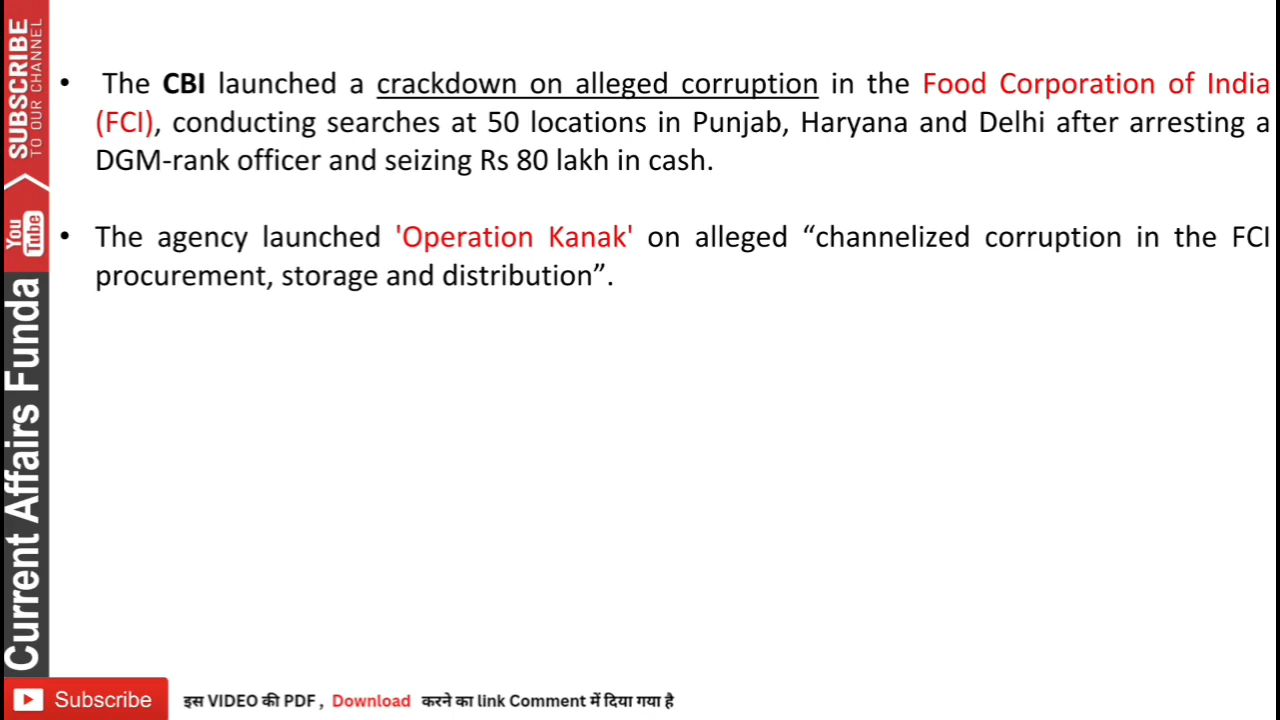 • The CBI launched a crackdown on alleged corruption in the Food Corporation of India
(FCI), conducting searches at 50 locations in Punjab, Haryana and Delhi after arresting a
DGM-rank officer and seizing Rs 80 lakh in cash.
• The agency launched 'Operation Kanak' on alleged “channelized corruption in the FCI
procurement, storage and distribution”.
SUBSCRIBE
TO OUR CHANNEL
You
Tube
Current Affairs Funda
Subscribe
इस VIDEO की PDF , Download करने का link Comment में दिया गया है